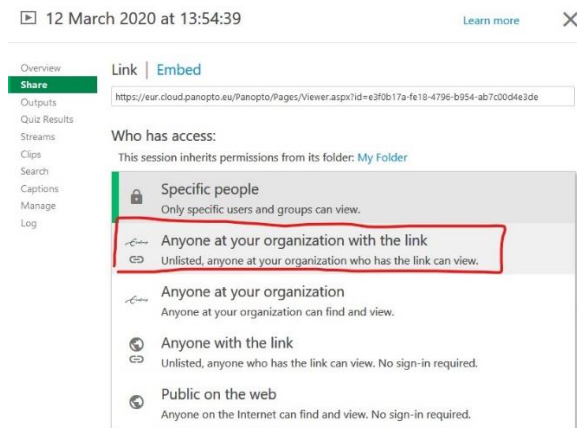 12 March 2020 at 13:54:39
Learn more
Overview
Share
Outputs
Quiz Results
Streams
Clips
Search
Captions
Manage
Log
Link | Embed
https://eur.cloud.panopto.eu/Panopto/Pages/Viewer.aspx?id=e3f0b17a-fe18-4796-b954-ab7c00d4e3de
Who has access:
This session inherits permissions from its folder: My Folder
Specific people
Only specific users and groups can view.
Anyone at your organization with the link
Unlisted, anyone at your organization who has the link can view.
Anyone at your organization
Anyone at your organization can find and view.
Anyone with the link
Unlisted, anyone who has the link can view. No sign-in required.
Public on the web
Anyone on the Internet can find and view. No sign-in required.